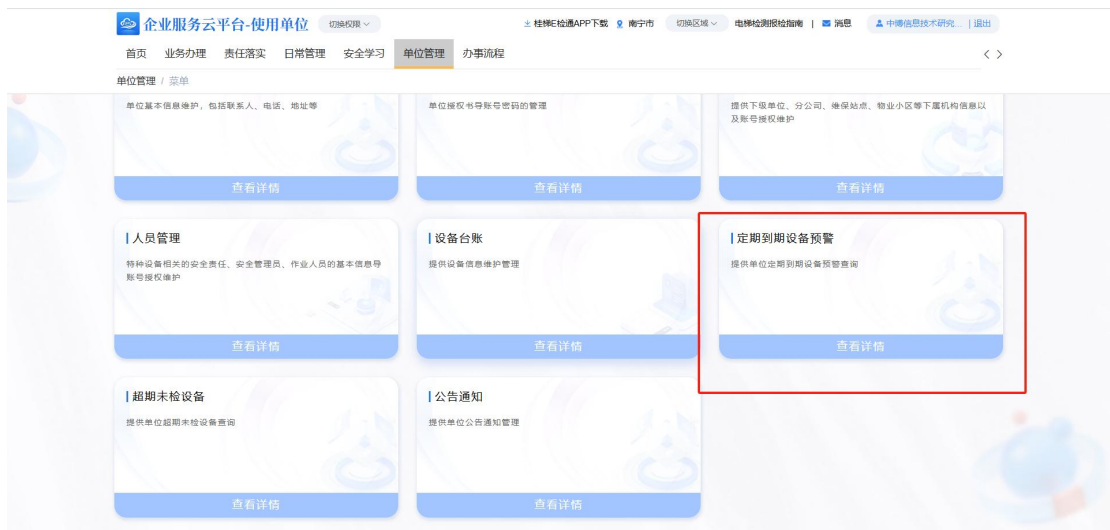 企业服务云平台-使用单位 切换权限 桂梯E检通APP下载 南宁市 切换区域 电梯检测报检指南 | 消息 中博信息技术研究... | 退出
首页 业务办理 责任落实 日常管理 安全学习 单位管理 办事流程
单位管理 / 菜单
单位基本信息维护，包括联系人、电话、地址等
查看详情
单位授权书导账号密码的管理
查看详情
提供下级单位、分公司、维保站点、物业小区等下属机构信息以
及账号授权维护
查看详情
人员管理
特种设备相关的安全责任、安全管理员、作业人员的基本信息导
账号授权维护
查看详情
设备台账
提供设备信息维护管理
查看详情
定期到期设备预警
提供单位定期到期设备预警查询
查看详情
超期未检设备
提供单位超期未检设备查询
查看详情
公告通知
提供单位公告通知管理
查看详情